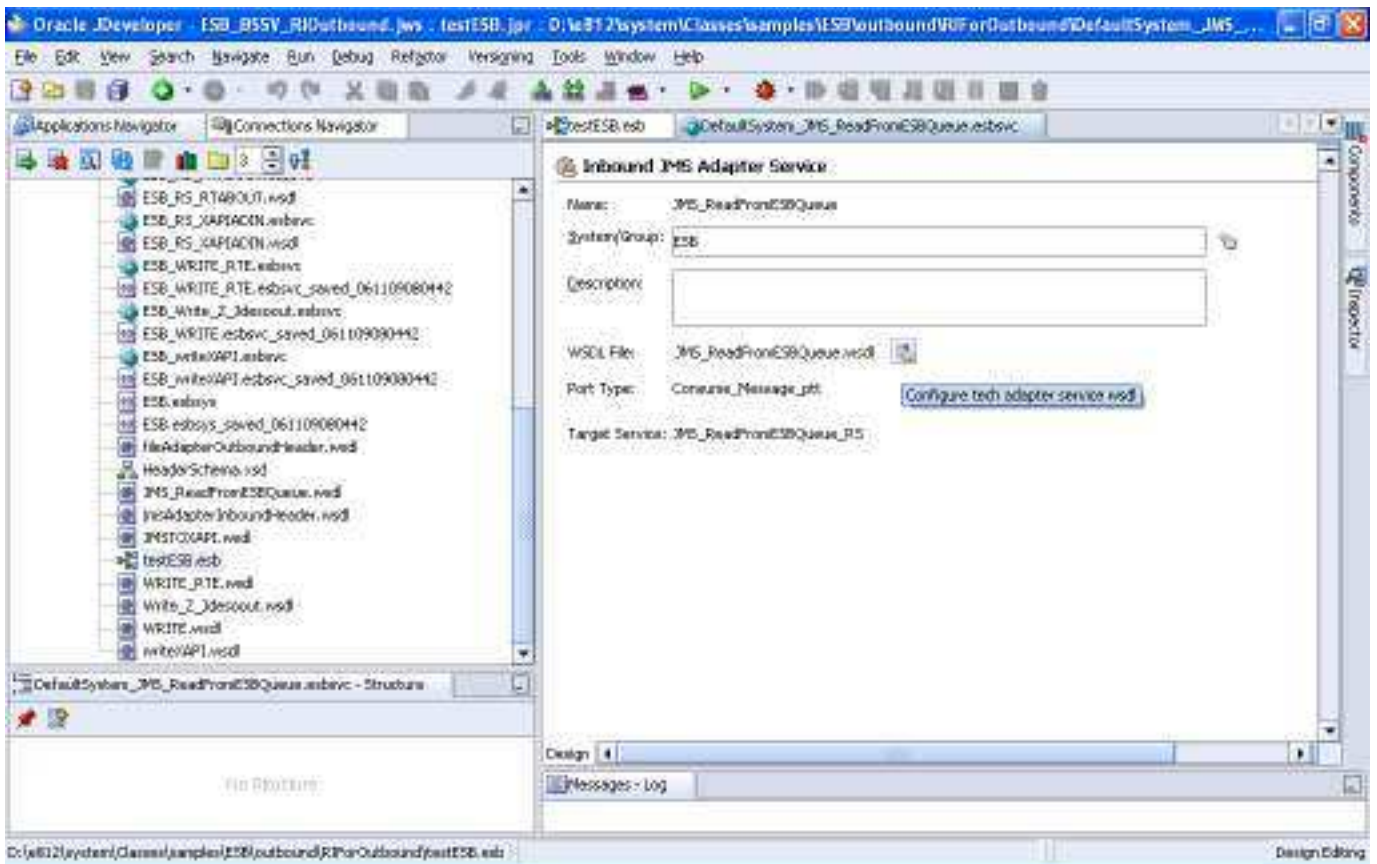 Oracle JDeveloper - ESB_BSSV_RIOutbound.jws : testESB.jpr : D:\e812\system\Classes\samples\ESB\outbound\RIForOutbound\DefaultSystem_JMS_...
File Edit View Search Navigate Run Debug Refactor Versioning Tools Window Help
Applications Navigator Connections Navigator
testESB.esb DefaultSystem_JMS_ReadFromESBQueue.esbsvc
3
ESB_RS_RTABOUT.wsdl
ESB_RS_XAPIADIN.esbsvc
ESB_RS_XAPIADIN.wsdl
ESB_WRITE_RTE.esbsvc
ESB_WRITE_RTE.esbsvc_saved_061109080442
ESB_Write_Z_Jdesoout.esbsvc
ESB_WRITE.esbsvc_saved_061109080442
ESB_writeXAPI.esbsvc
ESB_writeXAPI.esbsvc_saved_061109080442
ESB.esbsys
ESB.esbsys_saved_061109080442
fileAdapterOutboundHeader.wsdl
HeaderSchema.xsd
JMS_ReadFromESBQueue.wsdl
jmsAdapterInboundHeader.wsdl
JMSTOXAPI.wsdl
testESB.esb
WRITE_RTE.wsdl
Write_Z_Jdesoout.wsdl
WRITE.wsdl
writeXAPI.wsdl
DefaultSystem_JMS_ReadFromESBQueue.esbsvc - Structure
No Structure
Inbound JMS Adapter Service
Name: JMS_ReadFromESBQueue
System/Group: ESB
Description:
WSDL File: JMS_ReadFromESBQueue.wsdl
Port Type: Consume_Message_ptt
Configure tech adapter service wsdl
Target Service: JMS_ReadFromESBQueue_RS
Design
Messages - Log
Components
Inspector
D:\e812\system\Classes\samples\ESB\outbound\RIForOutbound\testESB.esb
Design Editing